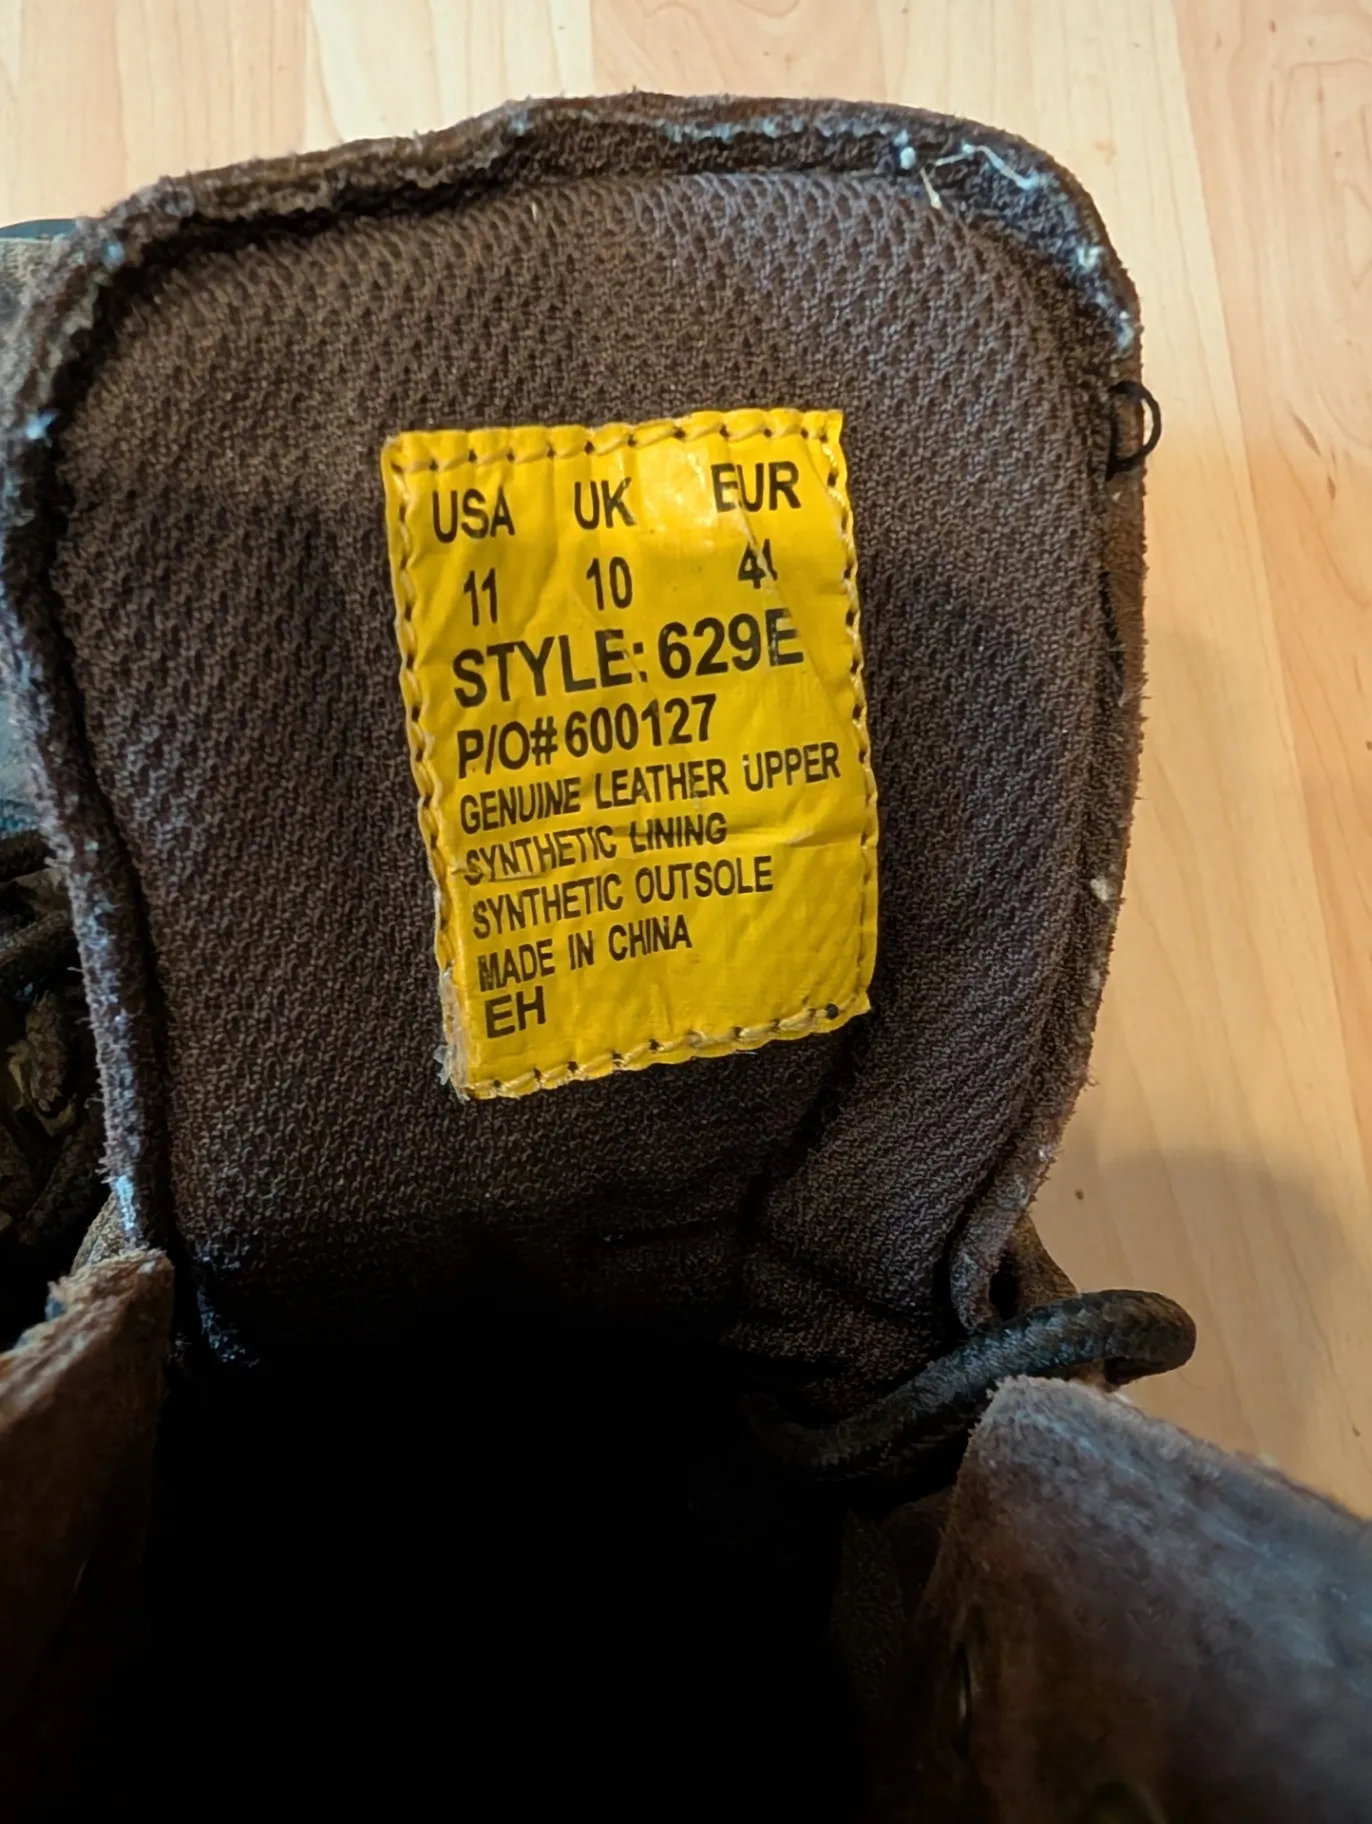 USA UK EUR
11 10
STYLE: 629E
P/O# 600127
GENUINE LEATHER UPPER
SYNTHETIC LINING
SYNTHETIC OUTSOLE
MADE IN CHINA
EH